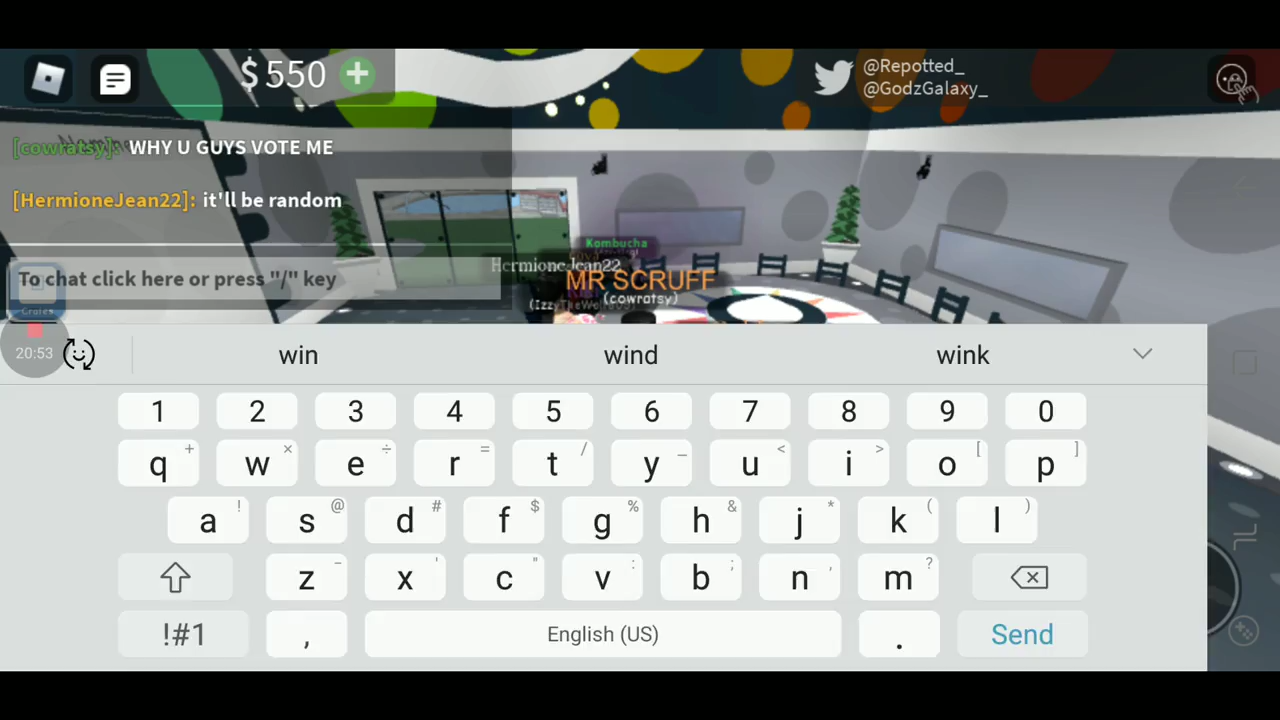 $ 550 +
@Repotted_
@GodzGalaxy_
[cowratsy]: WHY U GUYS VOTE ME
[HermioneJean22]: it'll be random
To chat click here or press "/" key
Crates
Kombucha
HermioneJean22
MR SCRUFF
(cowratsy)
20:53
win wind wink
1 2 3 4 5 6 7 8 9 0
q + w × e ÷ r = t / y _ u < i > o [ p ]
a ! s @ d # f $ g % h & j * k ( l )
z - x ' c " v : b ; n , m ?
!#1 , English (US) . Send